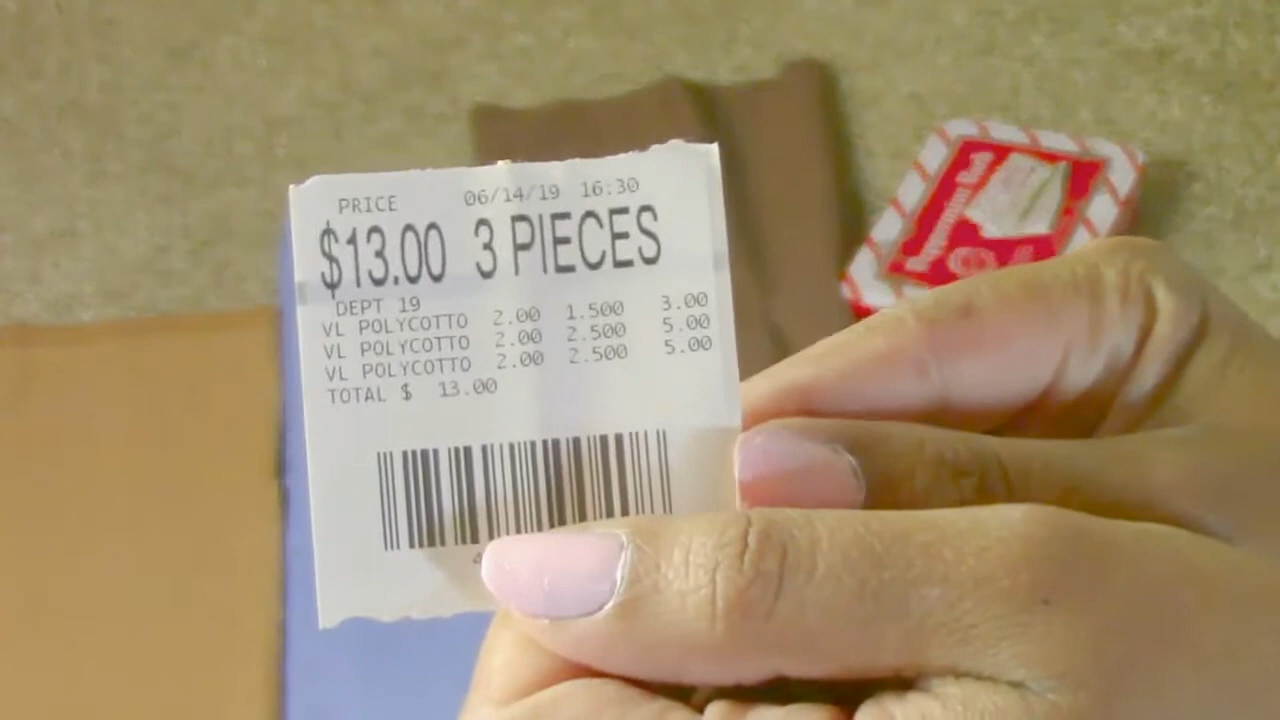 PRICE 06/14/19 16:30
$13.00 3 PIECES
DEPT 19
VL POLYCOTTO 2.00 1.500 3.00
VL POLYCOTTO 2.00 2.500 5.00
VL POLYCOTTO 2.00 2.500 5.00
TOTAL $ 13.00